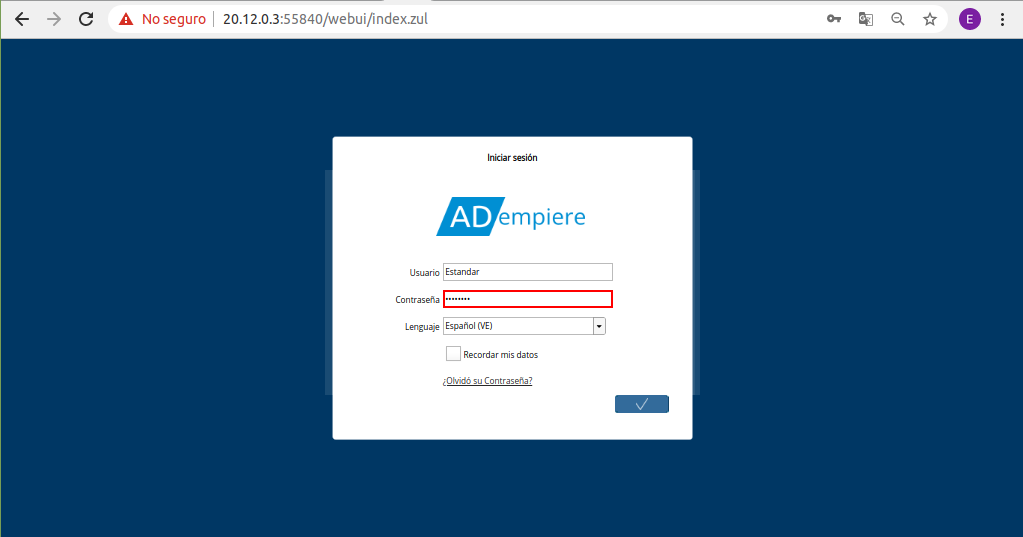 No seguro 20.12.0.3:55840/webui/index.zul
E
Iniciar sesión
ADempiere
Usuario Estandar
Contraseña ••••••••
Lenguaje Español (VE)
Recordar mis datos
¿Olvidó su Contraseña?